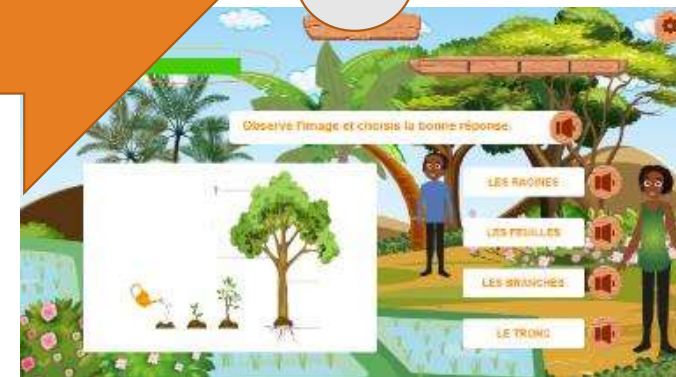 Observe l'image et choisis la bonne réponse.
LES RACINES
LES FEUILLES
LES BRANCHES
LE TRONC